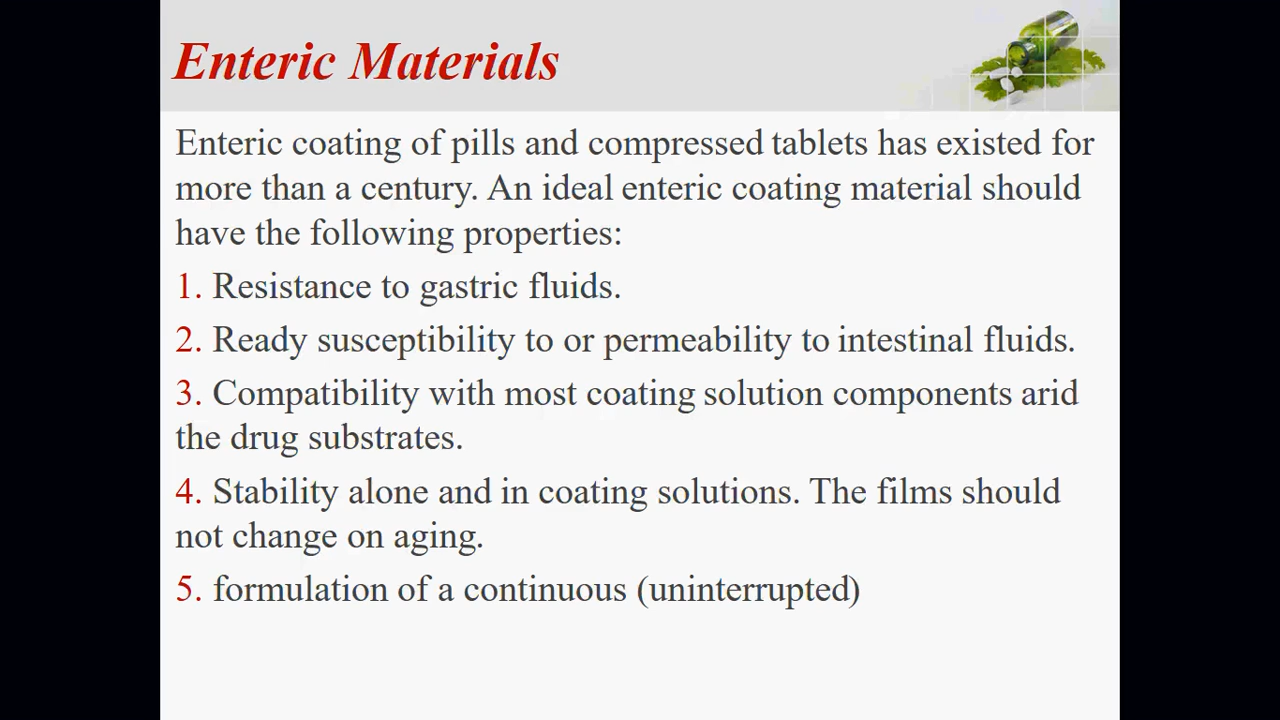 Enteric Materials
Enteric coating of pills and compressed tablets has existed for
more than a century. An ideal enteric coating material should
have the following properties:
1. Resistance to gastric fluids.
2. Ready susceptibility to or permeability to intestinal fluids.
3. Compatibility with most coating solution components arid
the drug substrates.
4. Stability alone and in coating solutions. The films should
not change on aging.
5. formulation of a continuous (uninterrupted)